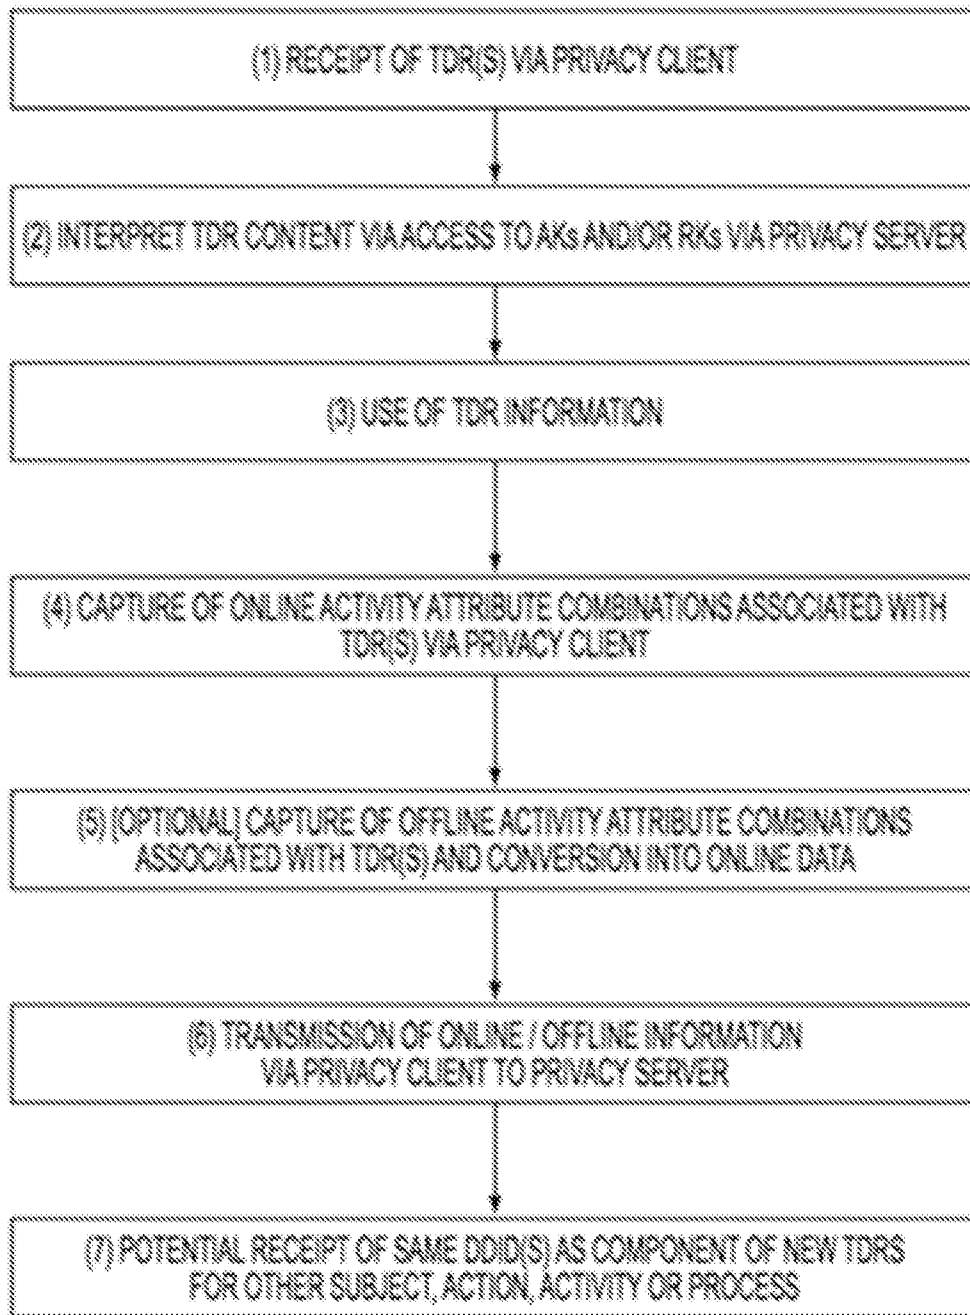 (1) RECEIPT OF TDR(S) VIA PRIVACY CLIENT
(2) INTERPRET TDR CONTENT VIA ACCESS TO AKs AND/OR RKs VIA PRIVACY SERVER
(3) USE OF TDR INFORMATION
(4) CAPTURE OF ONLINE ACTIVITY ATTRIBUTE COMBINATIONS ASSOCIATED WITH
TDR(S) VIA PRIVACY CLIENT
(5) [OPTIONAL] CAPTURE OF OFFLINE ACTIVITY ATTRIBUTE COMBINATIONS
ASSOCIATED WITH TDR(S) AND CONVERSION INTO ONLINE DATA
(6) TRANSMISSION OF ONLINE / OFFLINE INFORMATION
VIA PRIVACY CLIENT TO PRIVACY SERVER
(7) POTENTIAL RECEIPT OF SAME DDID(S) AS COMPONENT OF NEW TDRS
FOR OTHER SUBJECT, ACTION, ACTIVITY OR PROCESS